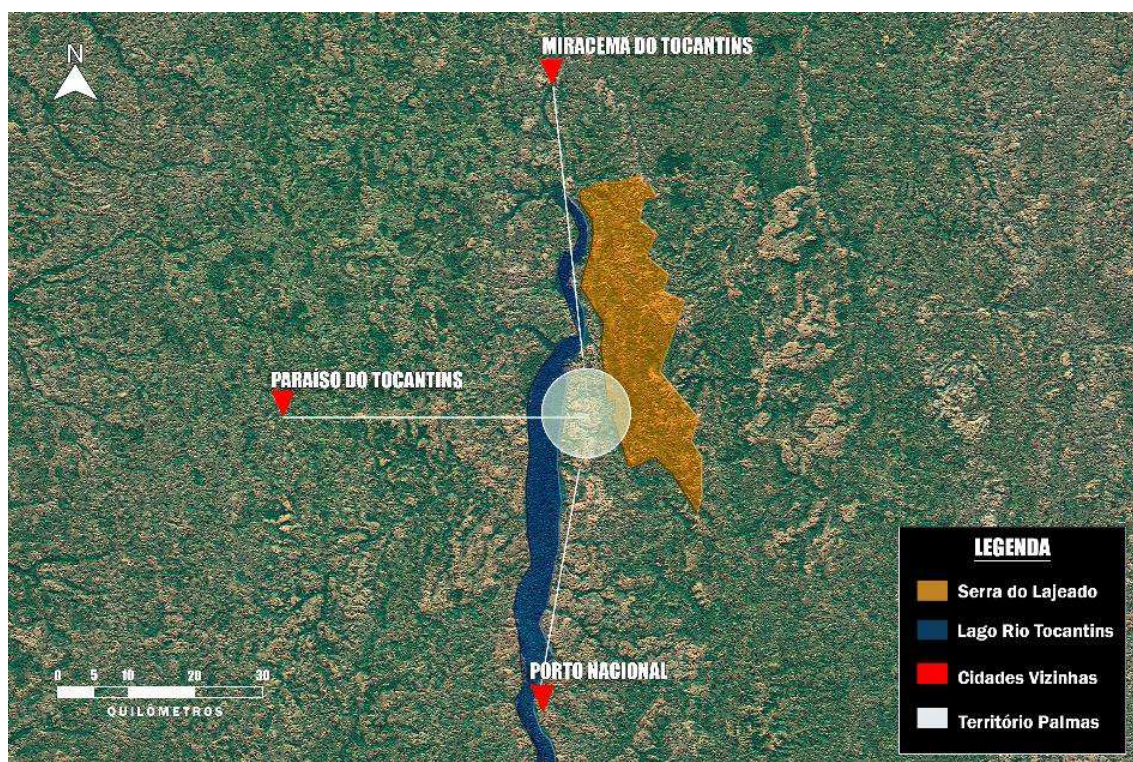 MIRACEMA DO TOCANTINS
N
PARAÍSO DO TOCANTINS
PORTO NACIONAL
0 5 10 20 30
QUILÔMETROS
LEGENDA
Serra do Lajeado
Lago Rio Tocantins
Cidades Vizinhas
Território Palmas